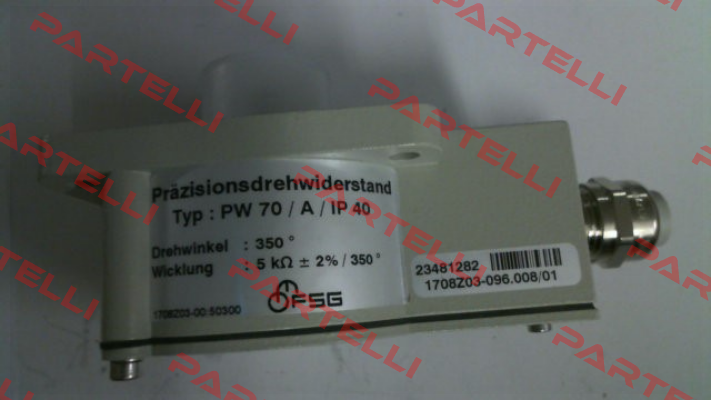 Präzisionsdrehwiderstand
Typ : PW 70 / A / IP 40
Drehwinkel : 350 °
Wicklung : 5 kΩ ± 2% / 350 °
FSG
1708Z03-00:50300
23481282
1708Z03-096.008/01
PARTELLI
PARTELLI
PARTELLI
PARTELLI
PARTELLI
PARTELLI
PARTELLI
PARTELLI